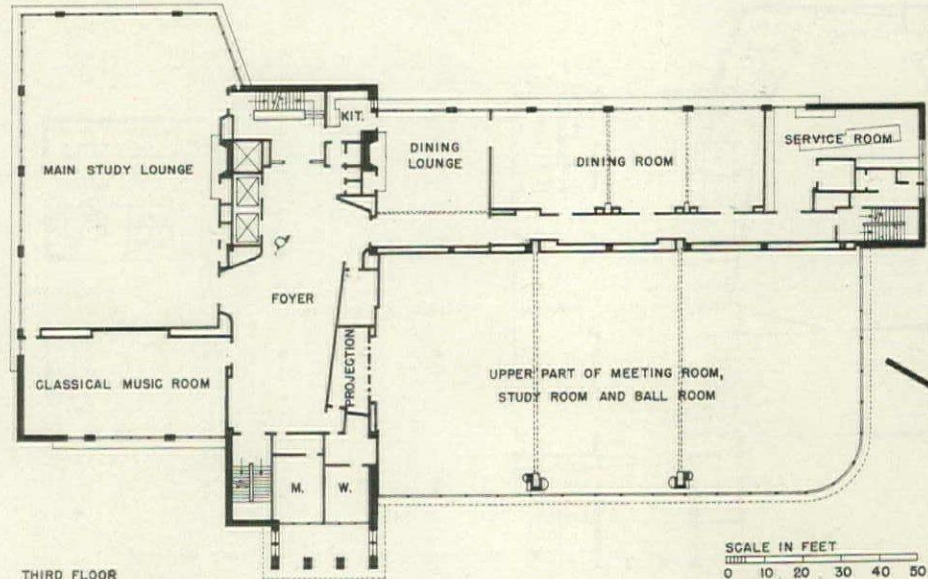 KIT.
MAIN STUDY LOUNGE
DINING
LOUNGE
DINING ROOM
SERVICE ROOM
FOYER
PROJECTION
CLASSICAL MUSIC ROOM
UPPER PART OF MEETING ROOM,
STUDY ROOM AND BALL ROOM
M.
W.
THIRD FLOOR
SCALE IN FEET
0 10 20 30 40 50